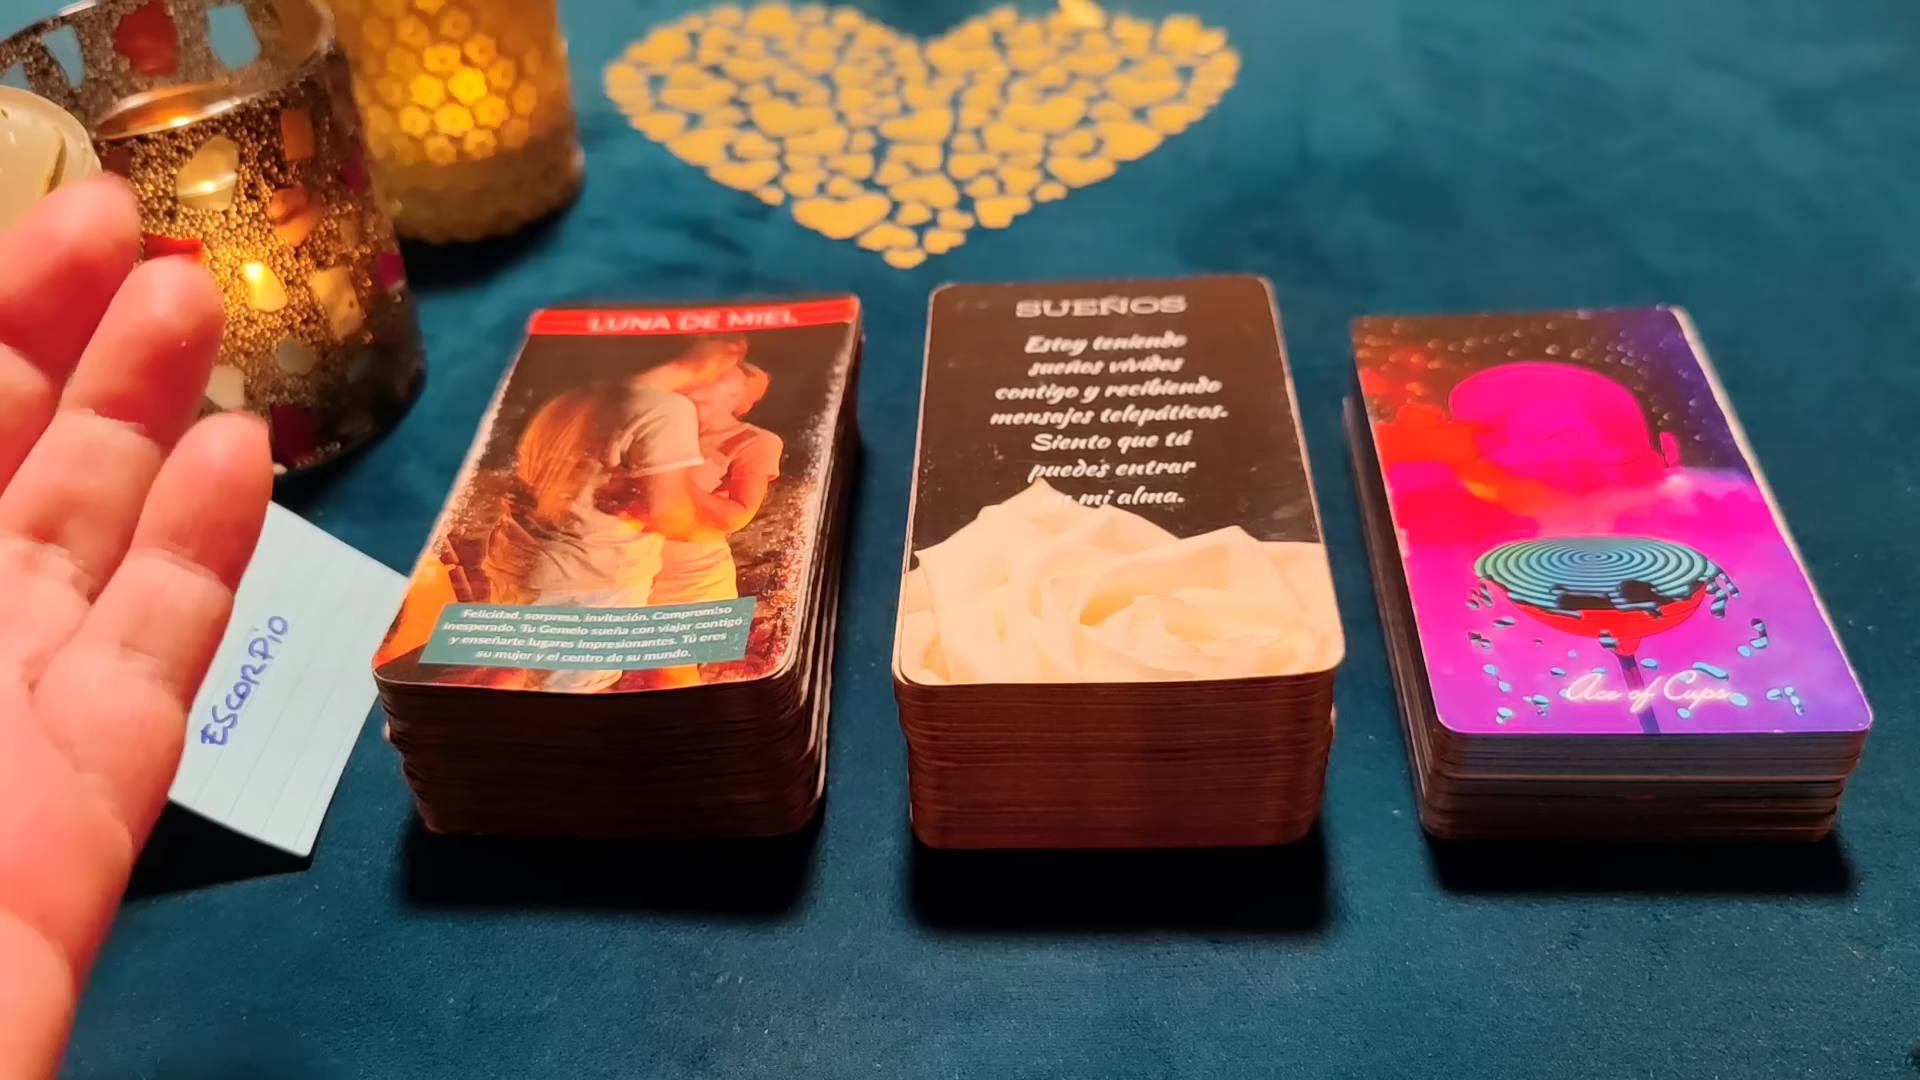 LUNA DE MIEL
Felicidad, sorpresa, invitación. Compromiso
inesperado. Tu Gemelo sueña con viajar contigo
y enseñarte lugares impresionantes. Tú eres
su mujer y el centro de su mundo.
SUEÑOS
Estoy teniendo
sueños vívidos
contigo y recibiendo
mensajes telepáticos.
Siento que tú
puedes entrar
en mi alma.
Ace of Cups
ESCORPIO